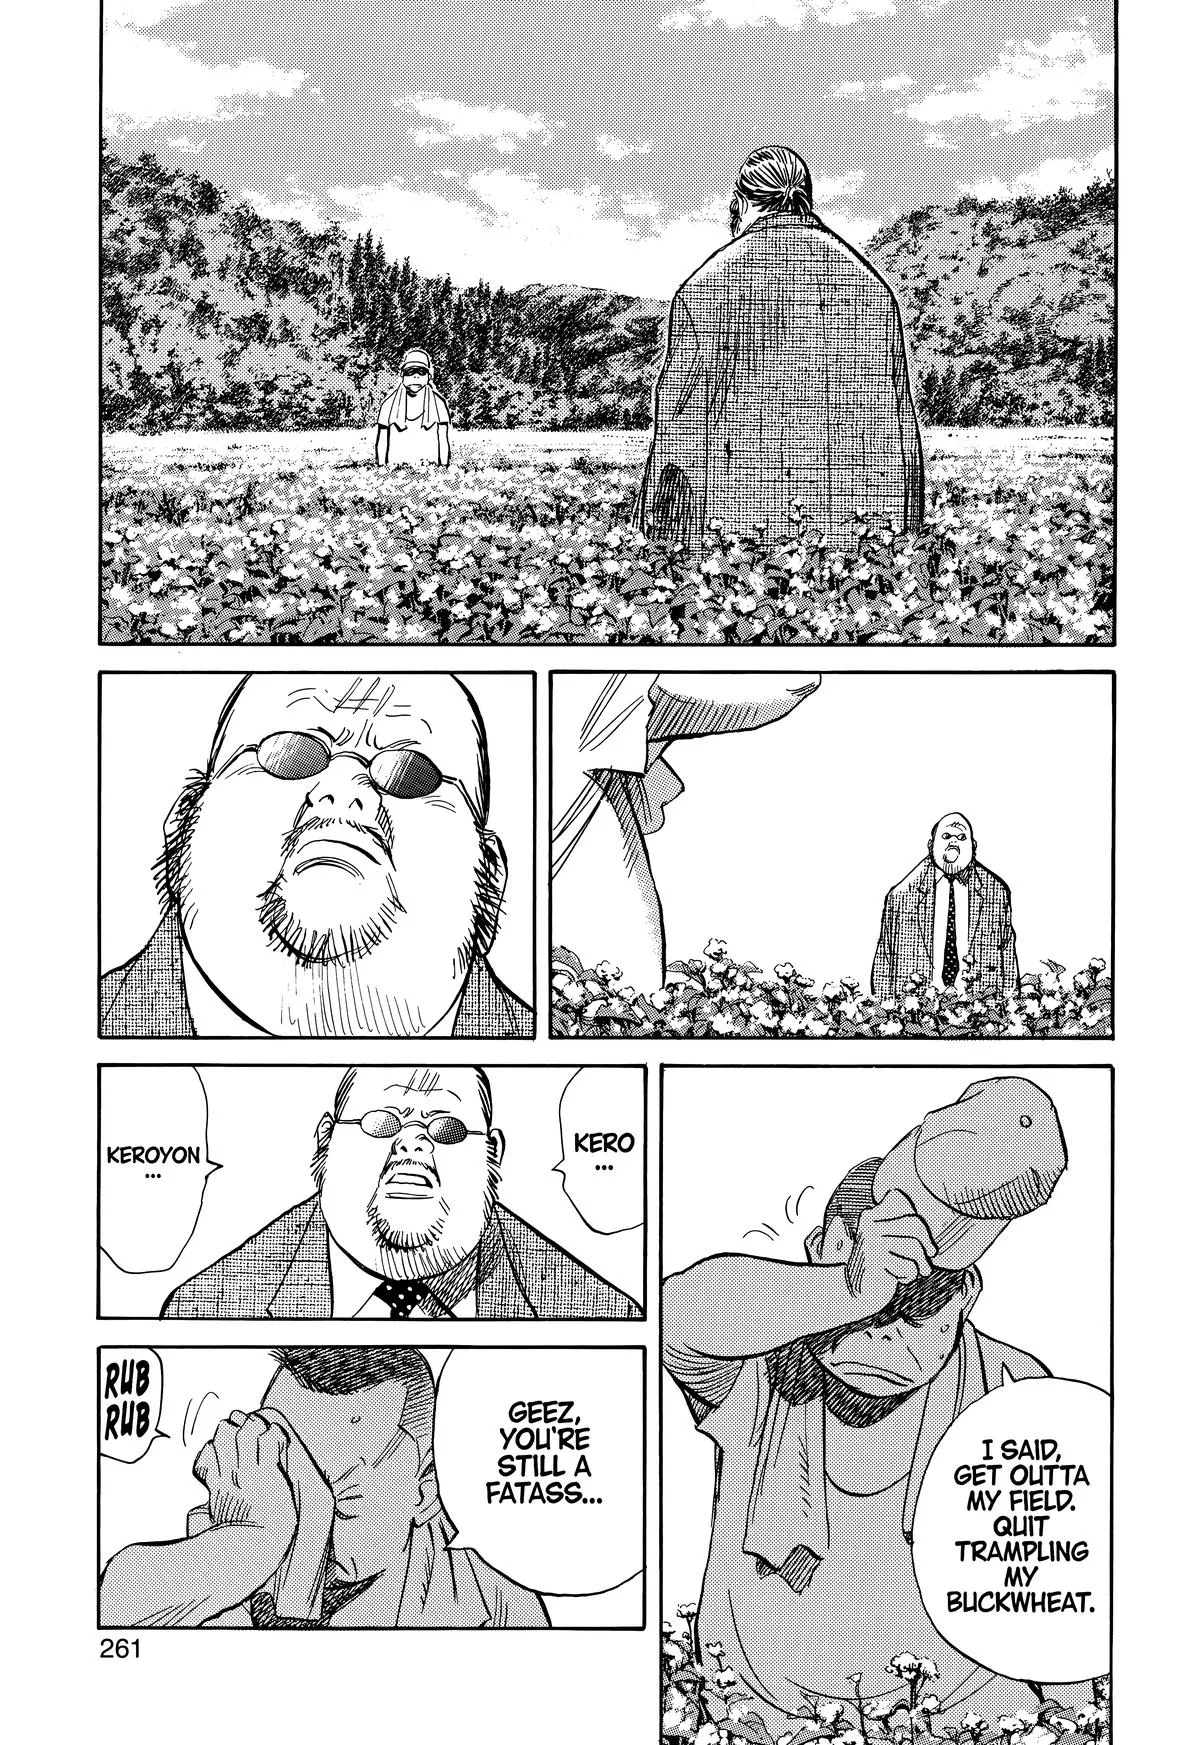 KERO
...
KEROYON
...
I SAID,
GET OUTTA
MY FIELD.
QUIT
TRAMPLING
MY
BUCKWHEAT.
GEEZ,
YOU'RE
STILL A
FATASS...
RUB
RUB
261